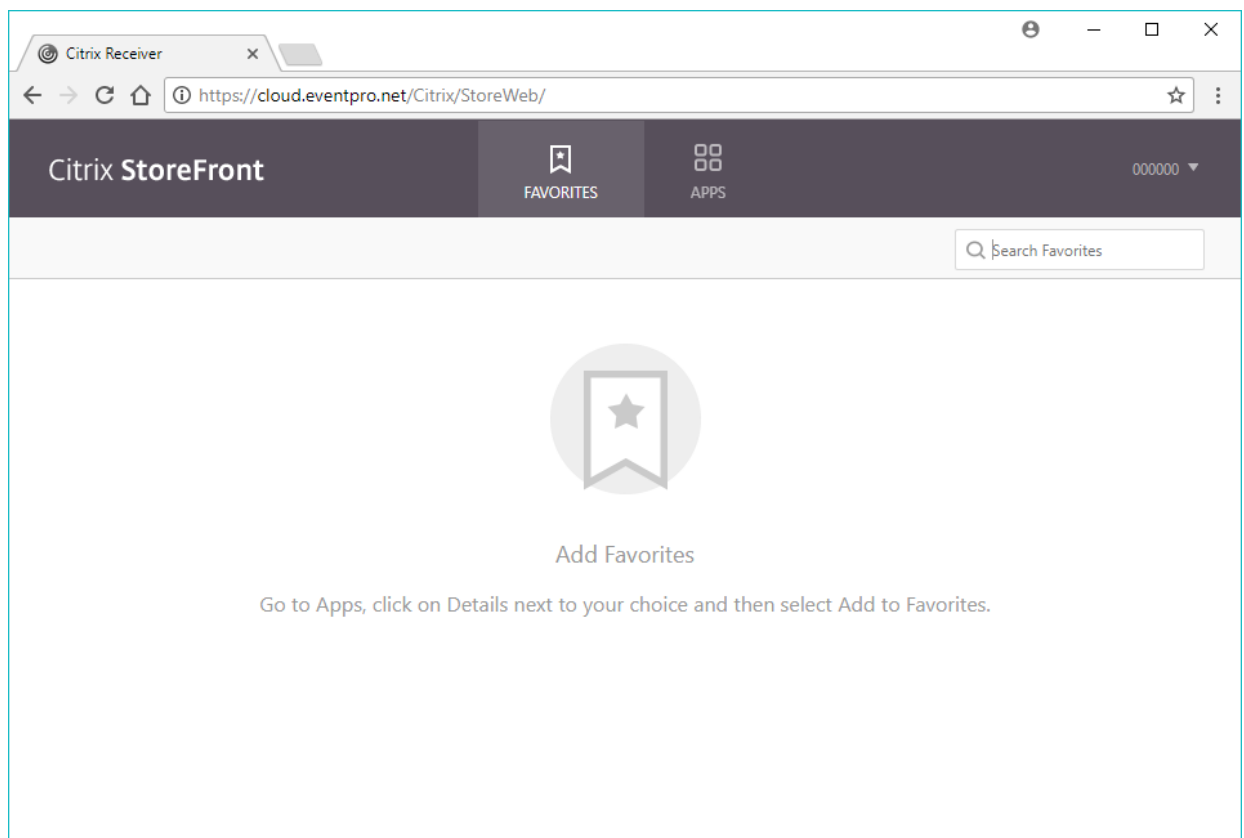 Citrix Receiver
https://cloud.eventpro.net/Citrix/StoreWeb/
Citrix StoreFront
FAVORITES
APPS
000000
Search Favorites
Add Favorites
Go to Apps, click on Details next to your choice and then select Add to Favorites.